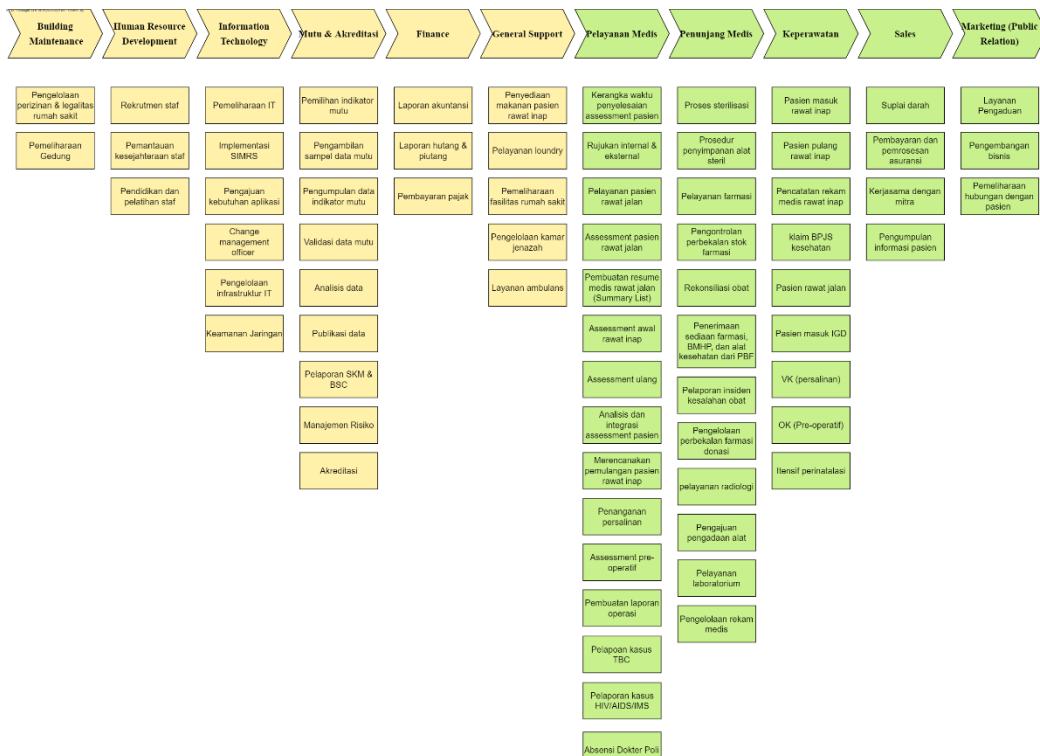 Building
Maintenance
Human Resource
Development
Information
Technology
Mutu & Akreditasi
Finance
General Support
Pelayanan Medis
Penunjang Medis
Keperawatan
Sales
Marketing (Public
Relation)
Pengelolaan
perizinan & legalitas
rumah sakit
Pemeliharaan
Gedung
Rekrutmen staf
Pemantauan
kesejahteraan staf
Pendidikan dan
pelatihan staf
Pemeliharaan IT
Implementasi
SIMRS
Pengajuan
kebutuhan aplikasi
Change
management
officer
Pengelolaan
infrastruktur IT
Keamanan Jaringan
Pemilihan indikator
mutu
Pengambilan
sampel data mutu
Pengumpulan data
indikator mutu
Validasi data mutu
Analisis data
Publikasi data
Pelaporan SKM &
BSC
Manajemen Risiko
Akreditasi
Laporan akuntansi
Laporan hutang &
piutang
Pembayaran pajak
Penyediaan
makanan pasien
rawat inap
Pelayanan loundry
Pemeliharaan
fasilitas rumah sakit
Pengelolaan kamar
jenazah
Layanan ambulans
Kerangka waktu
penyelesaian
assessment pasien
Rujukan internal &
eksternal
Pelayanan pasien
rawat jalan
Assessment pasien
rawat jalan
Pembuatan resume
medis rawat jalan
(Summary List)
Assessment awal
rawat inap
Assessment ulang
Analisis dan
integrasi assessment
pasien
Merencanakan
pemulangan pasien
rawat inap
Penanganan
persalinan
Assessment pre-
operatif
Pembuatan laporan
operasi
Pelapoan kasus
TBC
Pelaporan kasus
HIV/AIDS/IMS
Absensi Dokter Poli
Proses sterilisasi
Prosedur
penyimpanan alat
steril
Pelayanan farmasi
Pengontrolan
perbekalan stok
farmasi
Rekonsiliasi obat
Penerimaan
sediaan farmasi,
BMHP, dan alat
kesehatan dari PBF
Pelaporan insiden
kesalahan obat
Pengelolaan
perbekalan farmasi
donasi
pelayanan radiologi
Pengajuan
pengadaan alat
Pelayanan
laboratorium
Pengelolaan rekam
medis
Pasien masuk
rawat inap
Pasien pulang
rawat inap
Pencatatan rekam
medis rawat inap
klaim BPJS
kesehatan
Pasien rawat jalan
Pasien masuk IGD
VK (persalinan)
OK (Pre-operatif)
Itensif perinatalasi
Suplai darah
Pembayaran dan
pemrosesan
asuransi
Kerjasama dengan
mitra
Pengumpulan
informasi pasien
Layanan
Pengaduan
Pengembangan
bisnis
Pemeliharaan
hubungan dengan
pasien